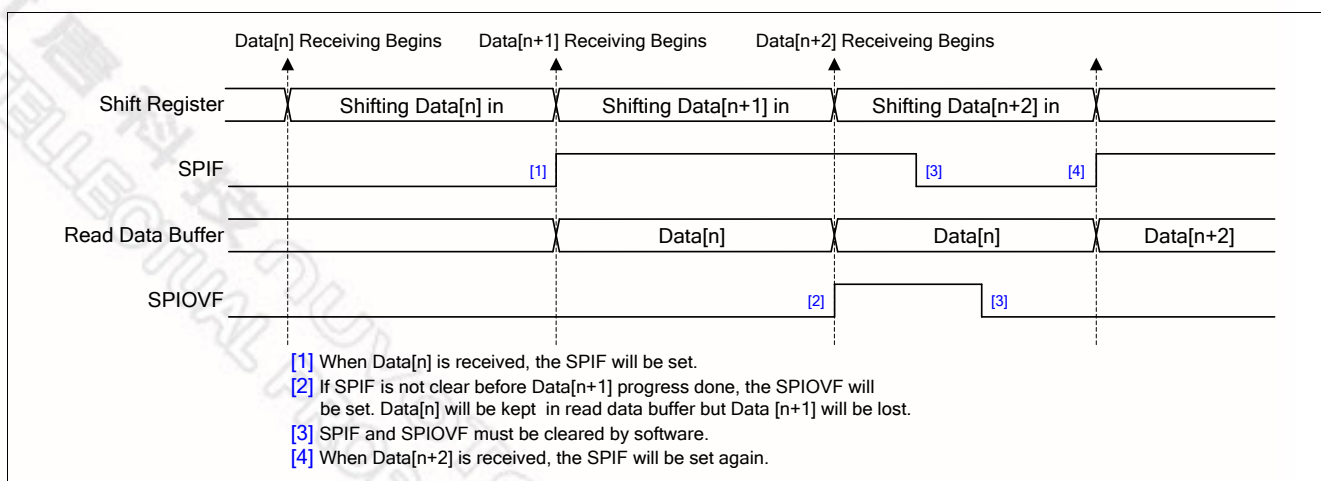 Data[n] Receiving Begins Data[n+1] Receiving Begins Data[n+2] Receiveing Begins
Shift Register Shifting Data[n] in Shifting Data[n+1] in Shifting Data[n+2] in
SPIF [1] [3] [4]
Read Data Buffer Data[n] Data[n] Data[n+2]
SPIOVF [2] [3]
[1] When Data[n] is received, the SPIF will be set.
[2] If SPIF is not clear before Data[n+1] progress done, the SPIOVF will
be set. Data[n] will be kept in read data buffer but Data [n+1] will be lost.
[3] SPIF and SPIOVF must be cleared by software.
[4] When Data[n+2] is received, the SPIF will be set again.